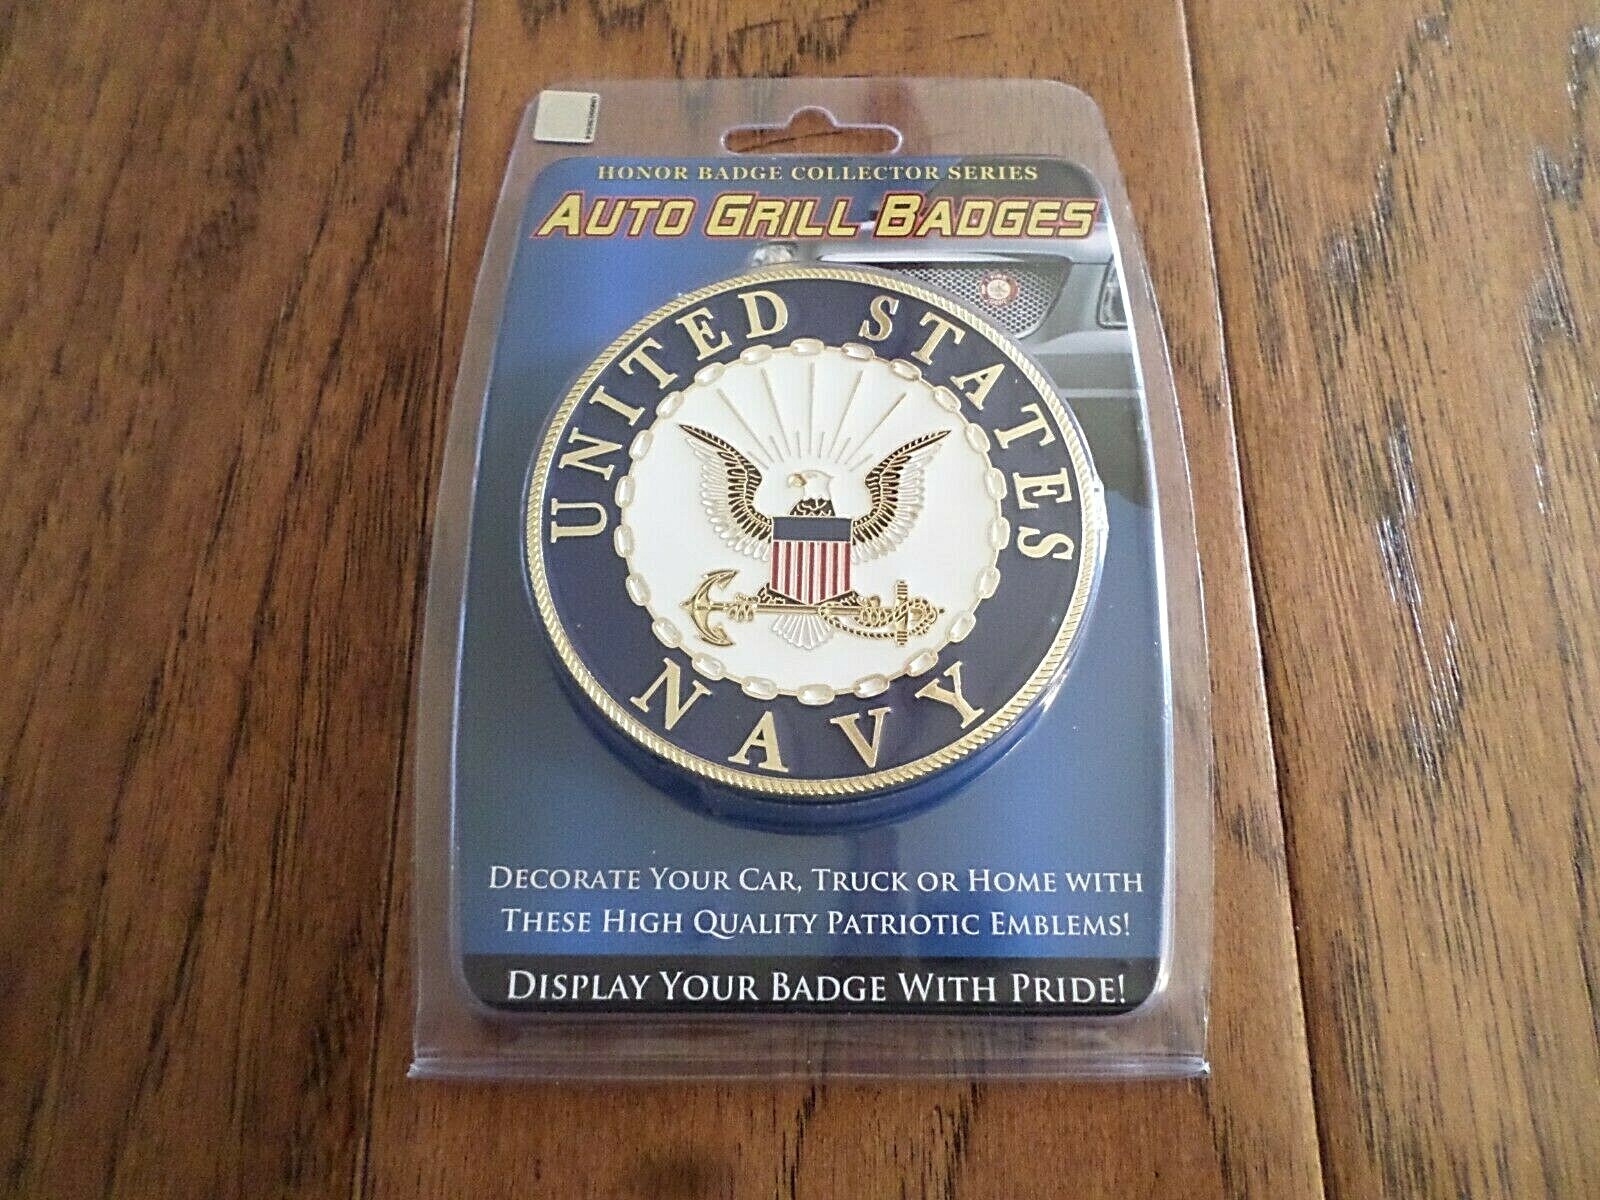 HONOR BADGE COLLECTOR SERIES
AUTO GRILL BADGES
UNITED STATES
NAVY
DECORATE YOUR CAR, TRUCK OR HOME WITH
THESE HIGH QUALITY PATRIOTIC EMBLEMS!
DISPLAY YOUR BADGE WITH PRIDE!